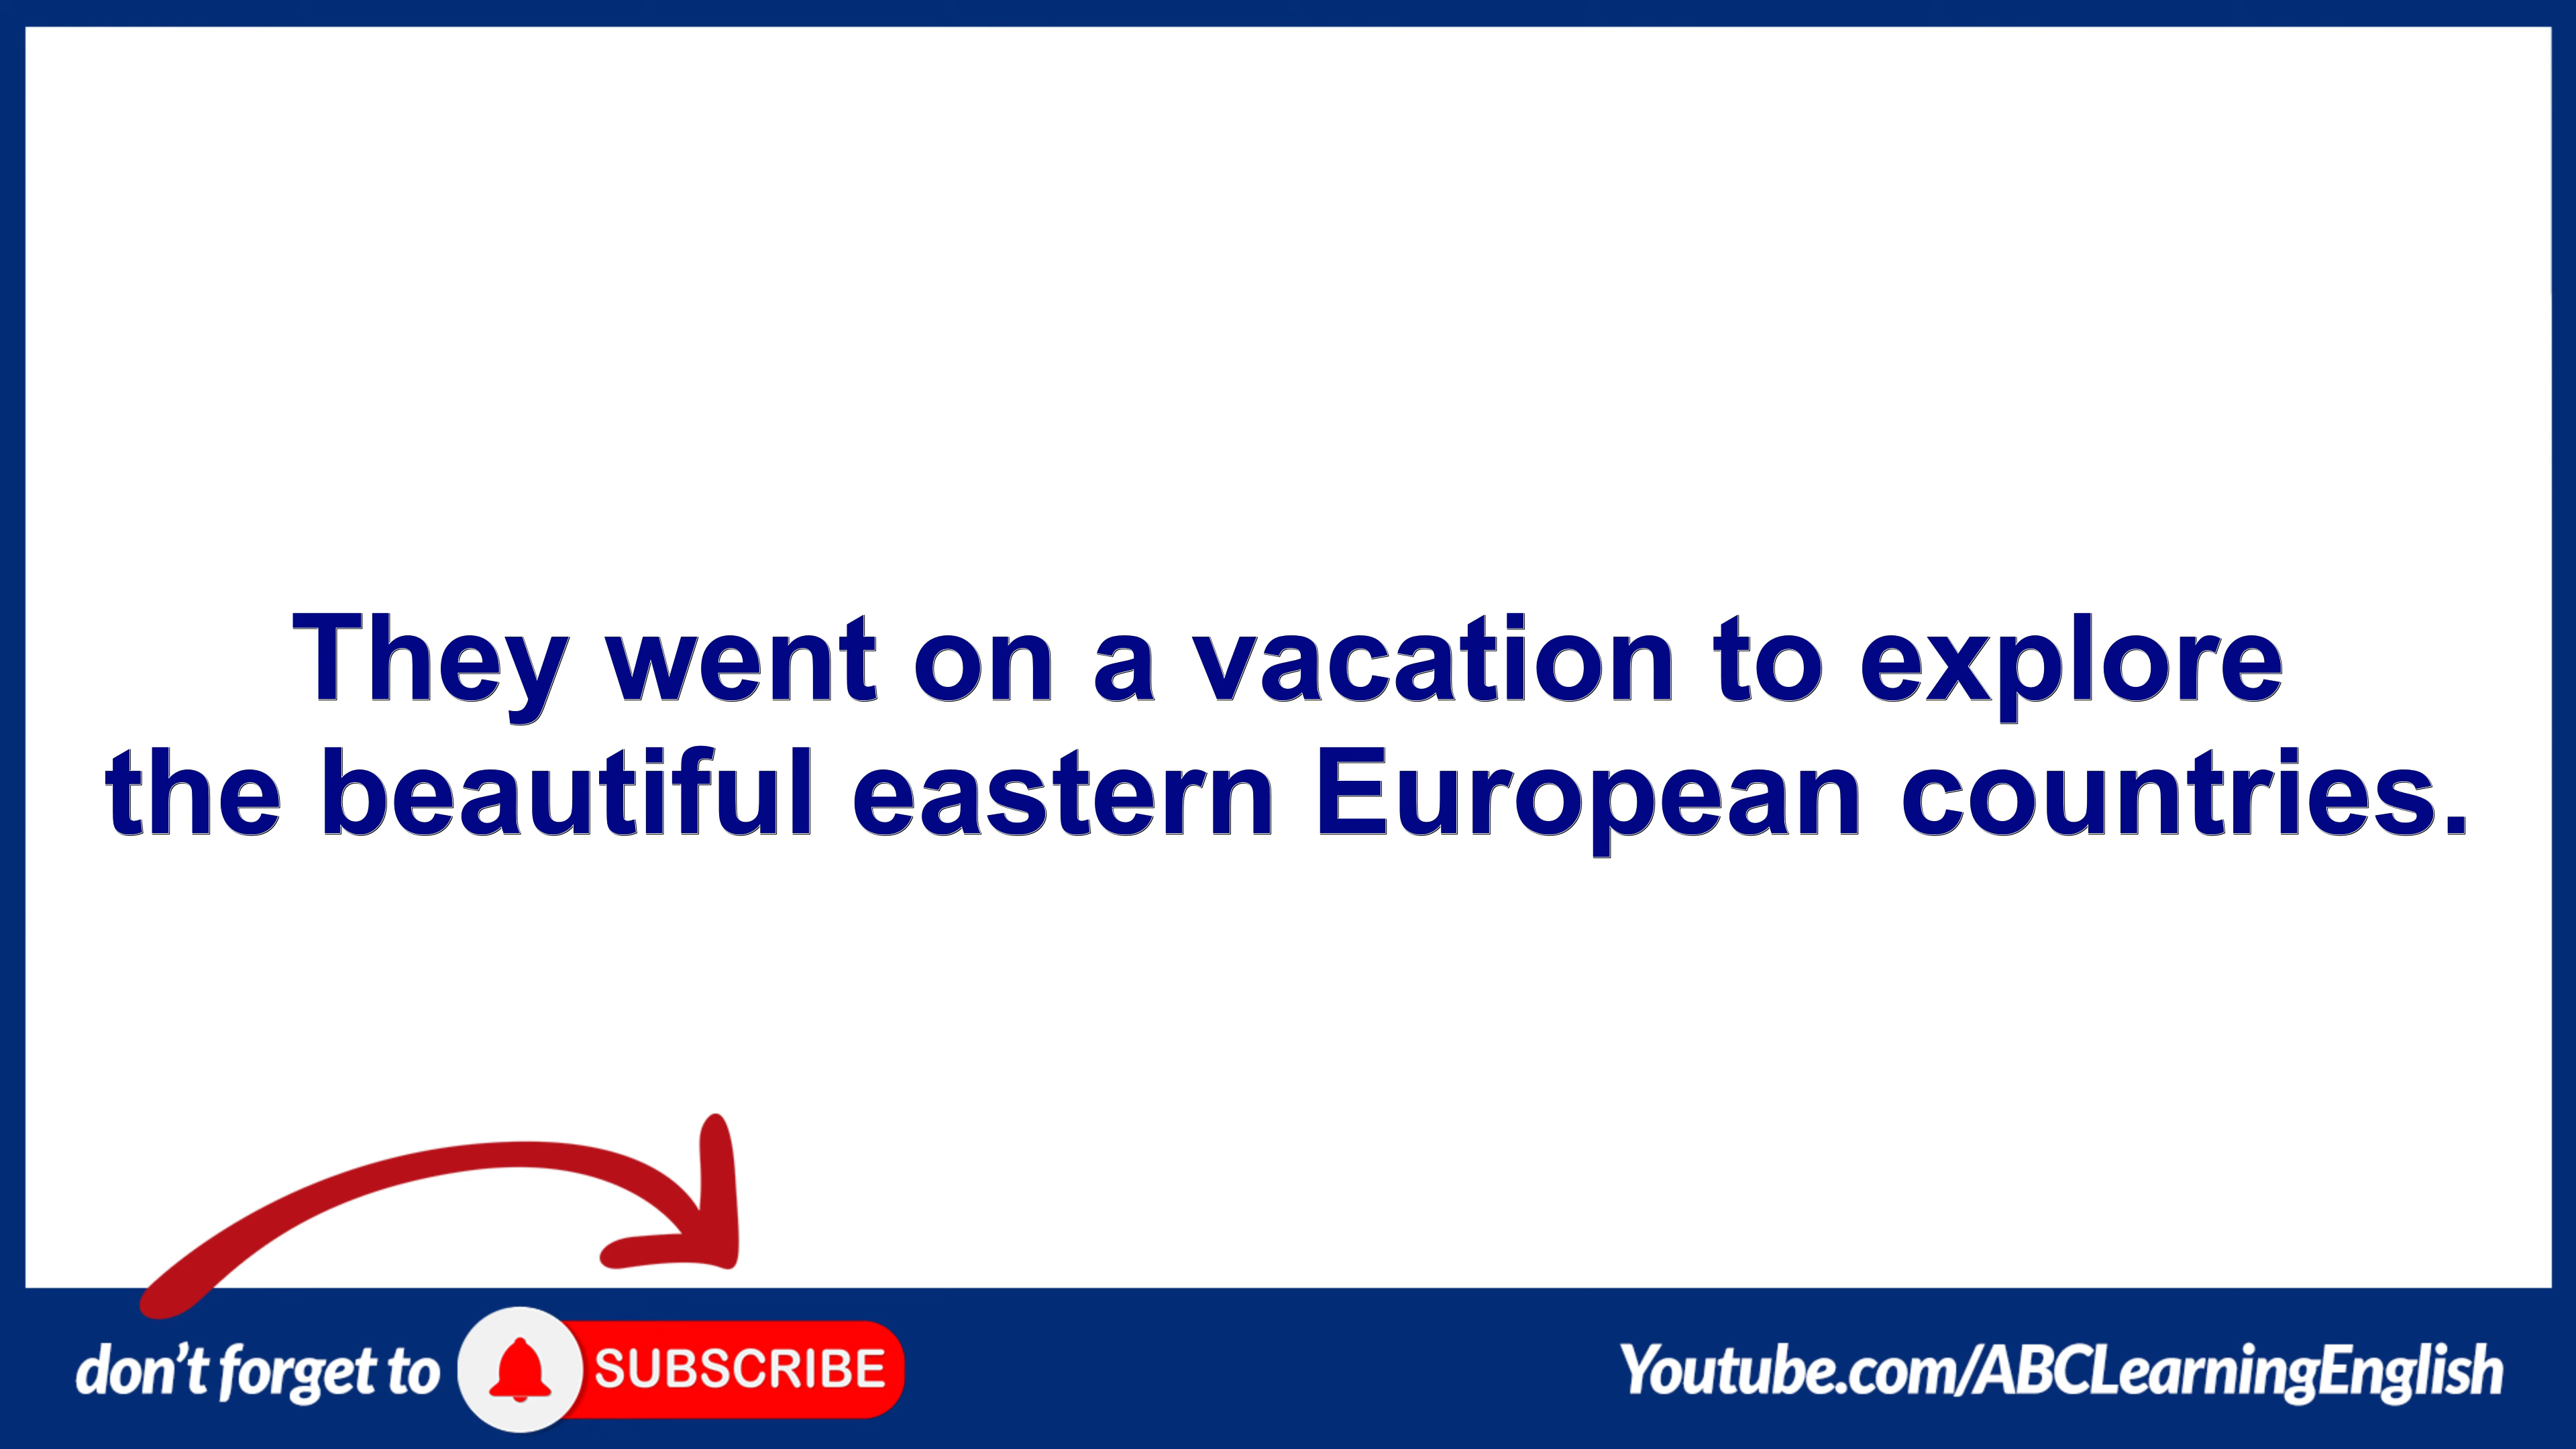 They went on a vacation to explore
the beautiful eastern European countries.
don't forget to SUBSCRIBE
Youtube.com/ABCLearningEnglish